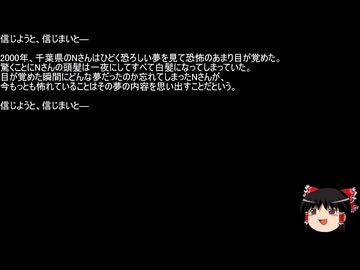 信じようと、信じまいと―
2000年、千葉県のNさんはひどく恐ろしい夢を見て恐怖のあまり目が覚めた。
驚くことにNさんの頭髪は一夜にしてすべて白髪になってしまっていた。
目が覚めた瞬間にどんな夢だったのか忘れてしまったNさんが、
今もっとも怖れていることはその夢の内容を思い出すことだという。
信じようと、信じまいと―